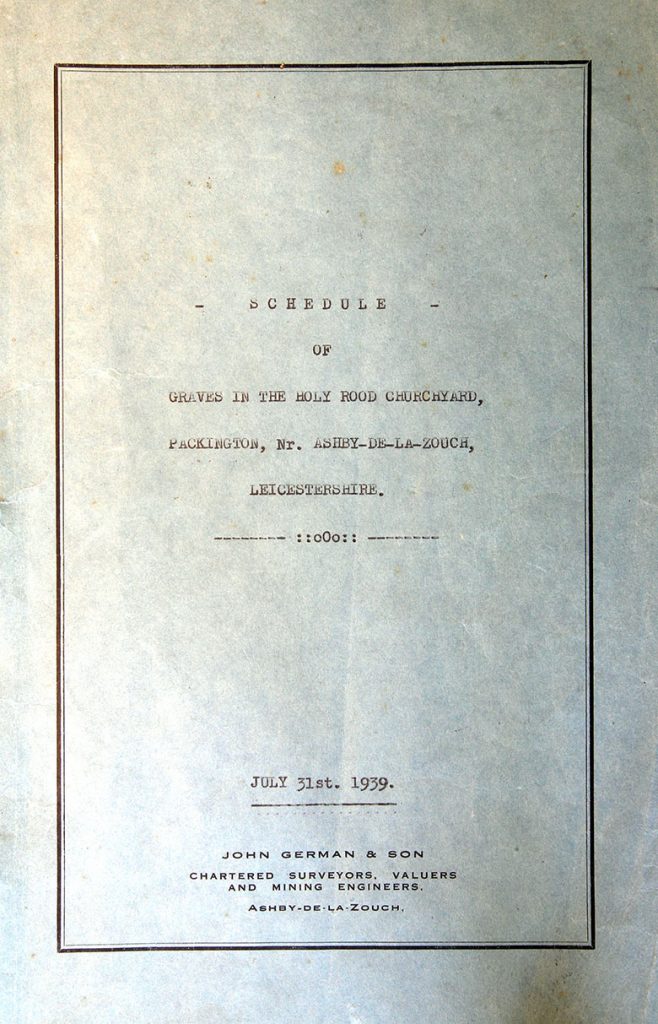 - SCHEDULE -
OF
GRAVES IN THE HOLY ROOD CHURCHYARD,
PACKINGTON, Nr. ASHBY-DE-LA-ZOUCH,
LEICESTERSHIRE.
-------- ::oOo:: --------
JULY 31st. 1939.
JOHN GERMAN & SON
CHARTERED SURVEYORS, VALUERS
AND MINING ENGINEERS,
ASHBY-DE-LA-ZOUCH,